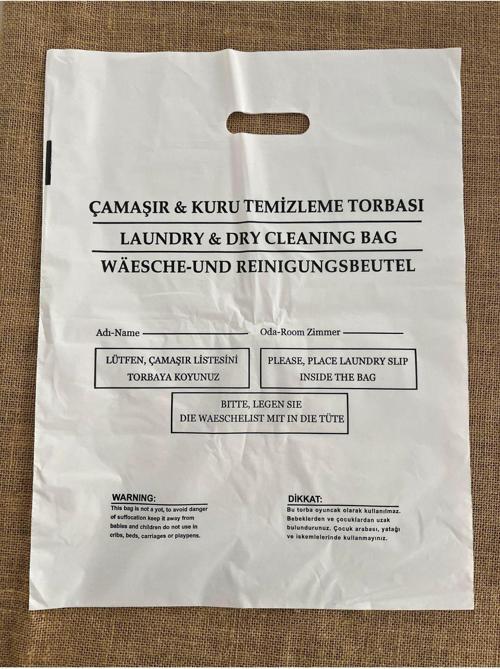 ÇAMAŞIR & KURU TEMİZLEME TORBASI
LAUNDRY & DRY CLEANING BAG
WÄESCHE-UND REINIGUNGSBEUTEL
Adı-Name Oda-Room Zimmer
LÜTFEN, ÇAMAŞIR LİSTESİNİ
TORBAYA KOYUNUZ
PLEASE, PLACE LAUNDRY SLIP
INSIDE THE BAG
BITTE, LEGEN SIE
DIE WAESCHELIST MIT IN DIE TÜTE
WARNING:
This bag is not a yot, to avoid danger
of suffocation keep it away from
babies and children do not use in
cribs, beds, carriages or playpens.
DİKKAT:
Bu torba oyuncak olarak kullanılmaz.
Bebeklerden ve çocuklardan uzak
bulundurunuz. Çocuk arabası, yatağı
ve iskemlelerinde kullanmayınız.